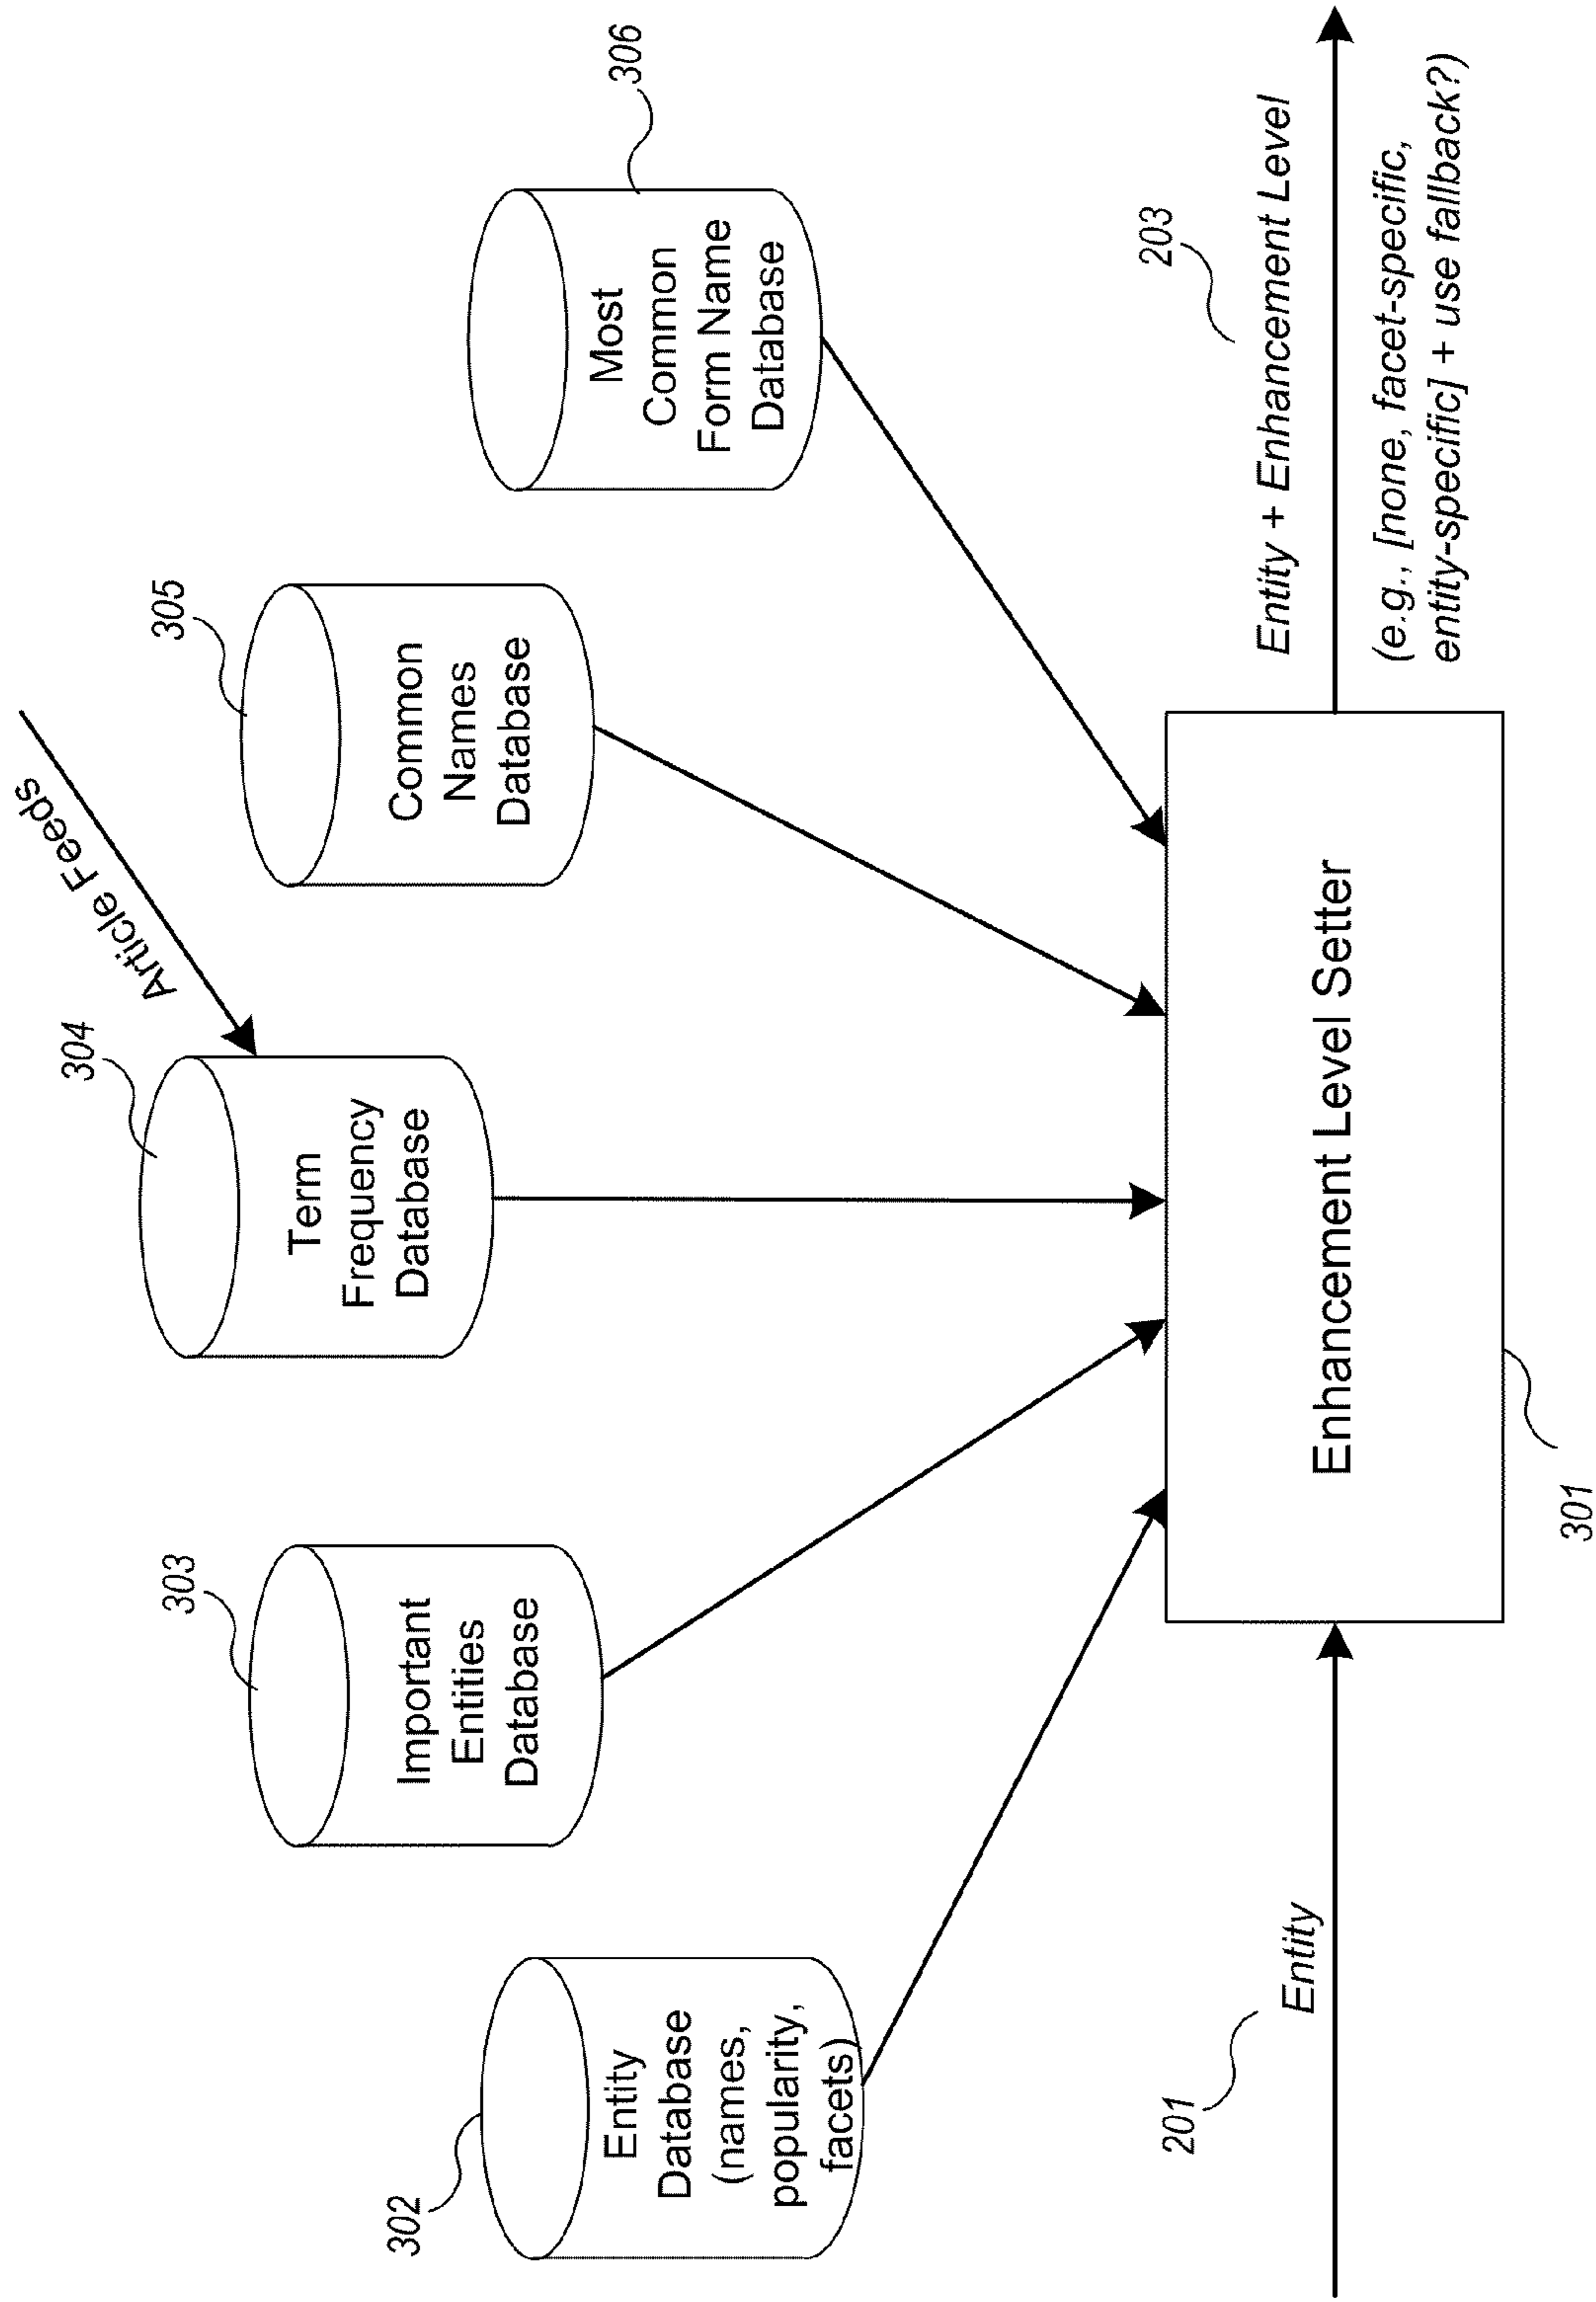 302
Entity
Database
(names,
popularity,
facets)
303
Important
Entities
Database
304
Term
Frequency
Database
Article Feeds
305
Common
Names
Database
306
Most
Common
Form Name
Database
201
Entity
Enhancement Level Setter
301
203
Entity + Enhancement Level
(e.g., [none, facet-specific,
entity-specific] + use fallback?)